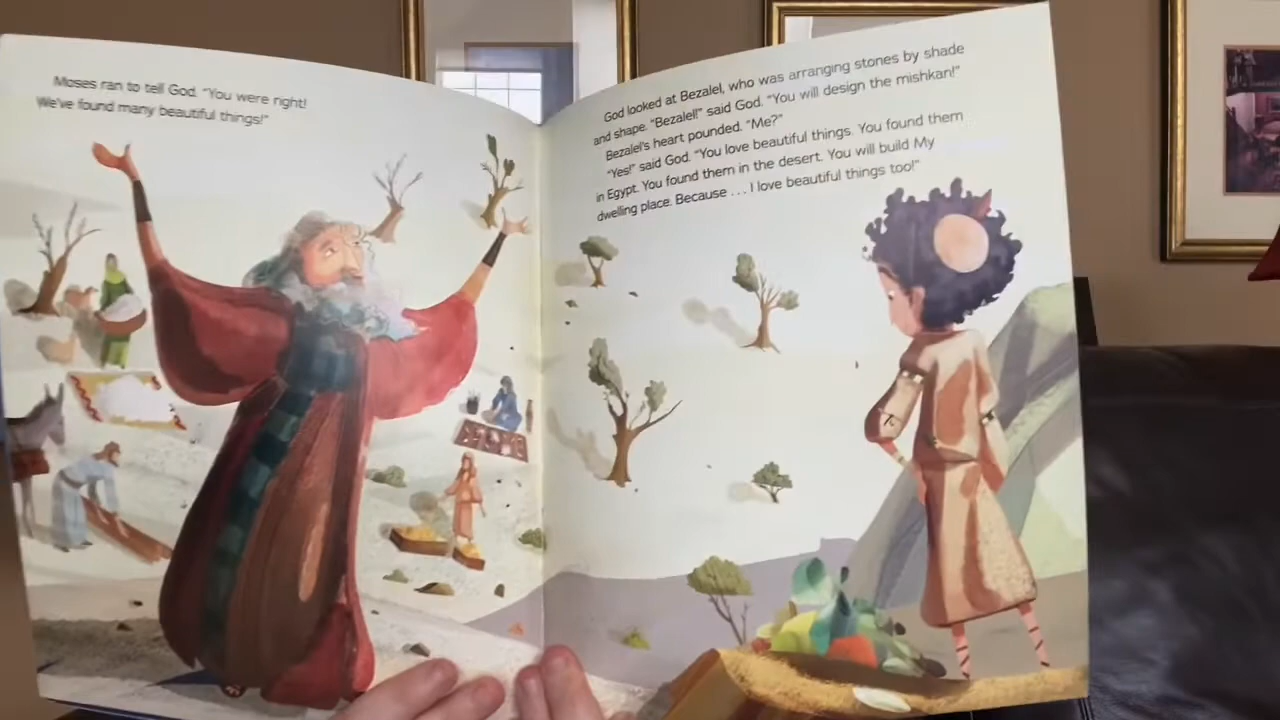 Moses ran to tell God. "You were right!
We've found many beautiful things!"
God looked at Bezalel, who was arranging stones by shade
and shape. "Bezalel!" said God. "You will design the mishkan!"
Bezalel's heart pounded. "Me?"
"Yes!" said God. "You love beautiful things. You found them
in Egypt. You found them in the desert. You will build My
dwelling place. Because . . . I love beautiful things too!"